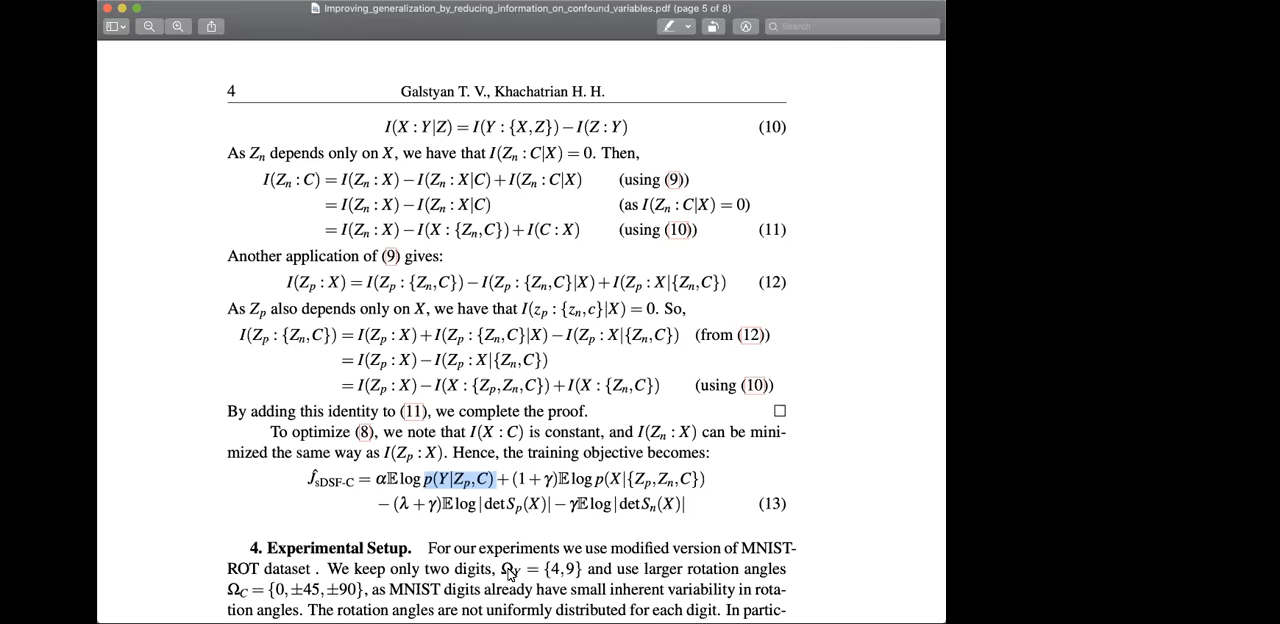 Improving_generalization_by_reducing_information_on_confound_variables.pdf (page 5 of 8)
Search
4 Galstyan T. V., Khachatrian H. H.
I(X : Y|Z) = I(Y : {X,Z}) − I(Z : Y) (10)
As Zₙ depends only on X, we have that I(Zₙ : C|X) = 0. Then,
I(Zₙ : C) = I(Zₙ : X) − I(Zₙ : X|C) + I(Zₙ : C|X) (using (9))
= I(Zₙ : X) − I(Zₙ : X|C) (as I(Zₙ : C|X) = 0)
= I(Zₙ : X) − I(X : {Zₙ,C}) + I(C : X) (using (10)) (11)
Another application of (9) gives:
I(Zₚ : X) = I(Zₚ : {Zₙ,C}) − I(Zₚ : {Zₙ,C}|X) + I(Zₚ : X|{Zₙ,C}) (12)
As Zₚ also depends only on X, we have that I(zₚ : {zₙ,c}|X) = 0. So,
I(Zₚ : {Zₙ,C}) = I(Zₚ : X) + I(Zₚ : {Zₙ,C}|X) − I(Zₚ : X|{Zₙ,C}) (from (12))
= I(Zₚ : X) − I(Zₚ : X|{Zₙ,C})
= I(Zₚ : X) − I(X : {Zₚ,Zₙ,C}) + I(X : {Zₙ,C}) (using (10))
By adding this identity to (11), we complete the proof. □
To optimize (8), we note that I(X : C) is constant, and I(Zₙ : X) can be mini-
mized the same way as I(Zₚ : X). Hence, the training objective becomes:
Ĵ_sDSF-C = α𝔼 log p(Y|Zₚ,C) + (1 + γ)𝔼 log p(X|{Zₚ,Zₙ,C})
− (λ + γ)𝔼 log |det Sₚ(X)| − γ𝔼 log |det Sₙ(X)| (13)
4. Experimental Setup. For our experiments we use modified version of MNIST-
ROT dataset . We keep only two digits, Ω_Y = {4,9} and use larger rotation angles
Ω_C = {0,±45,±90}, as MNIST digits already have small inherent variability in rota-
tion angles. The rotation angles are not uniformly distributed for each digit. In partic-